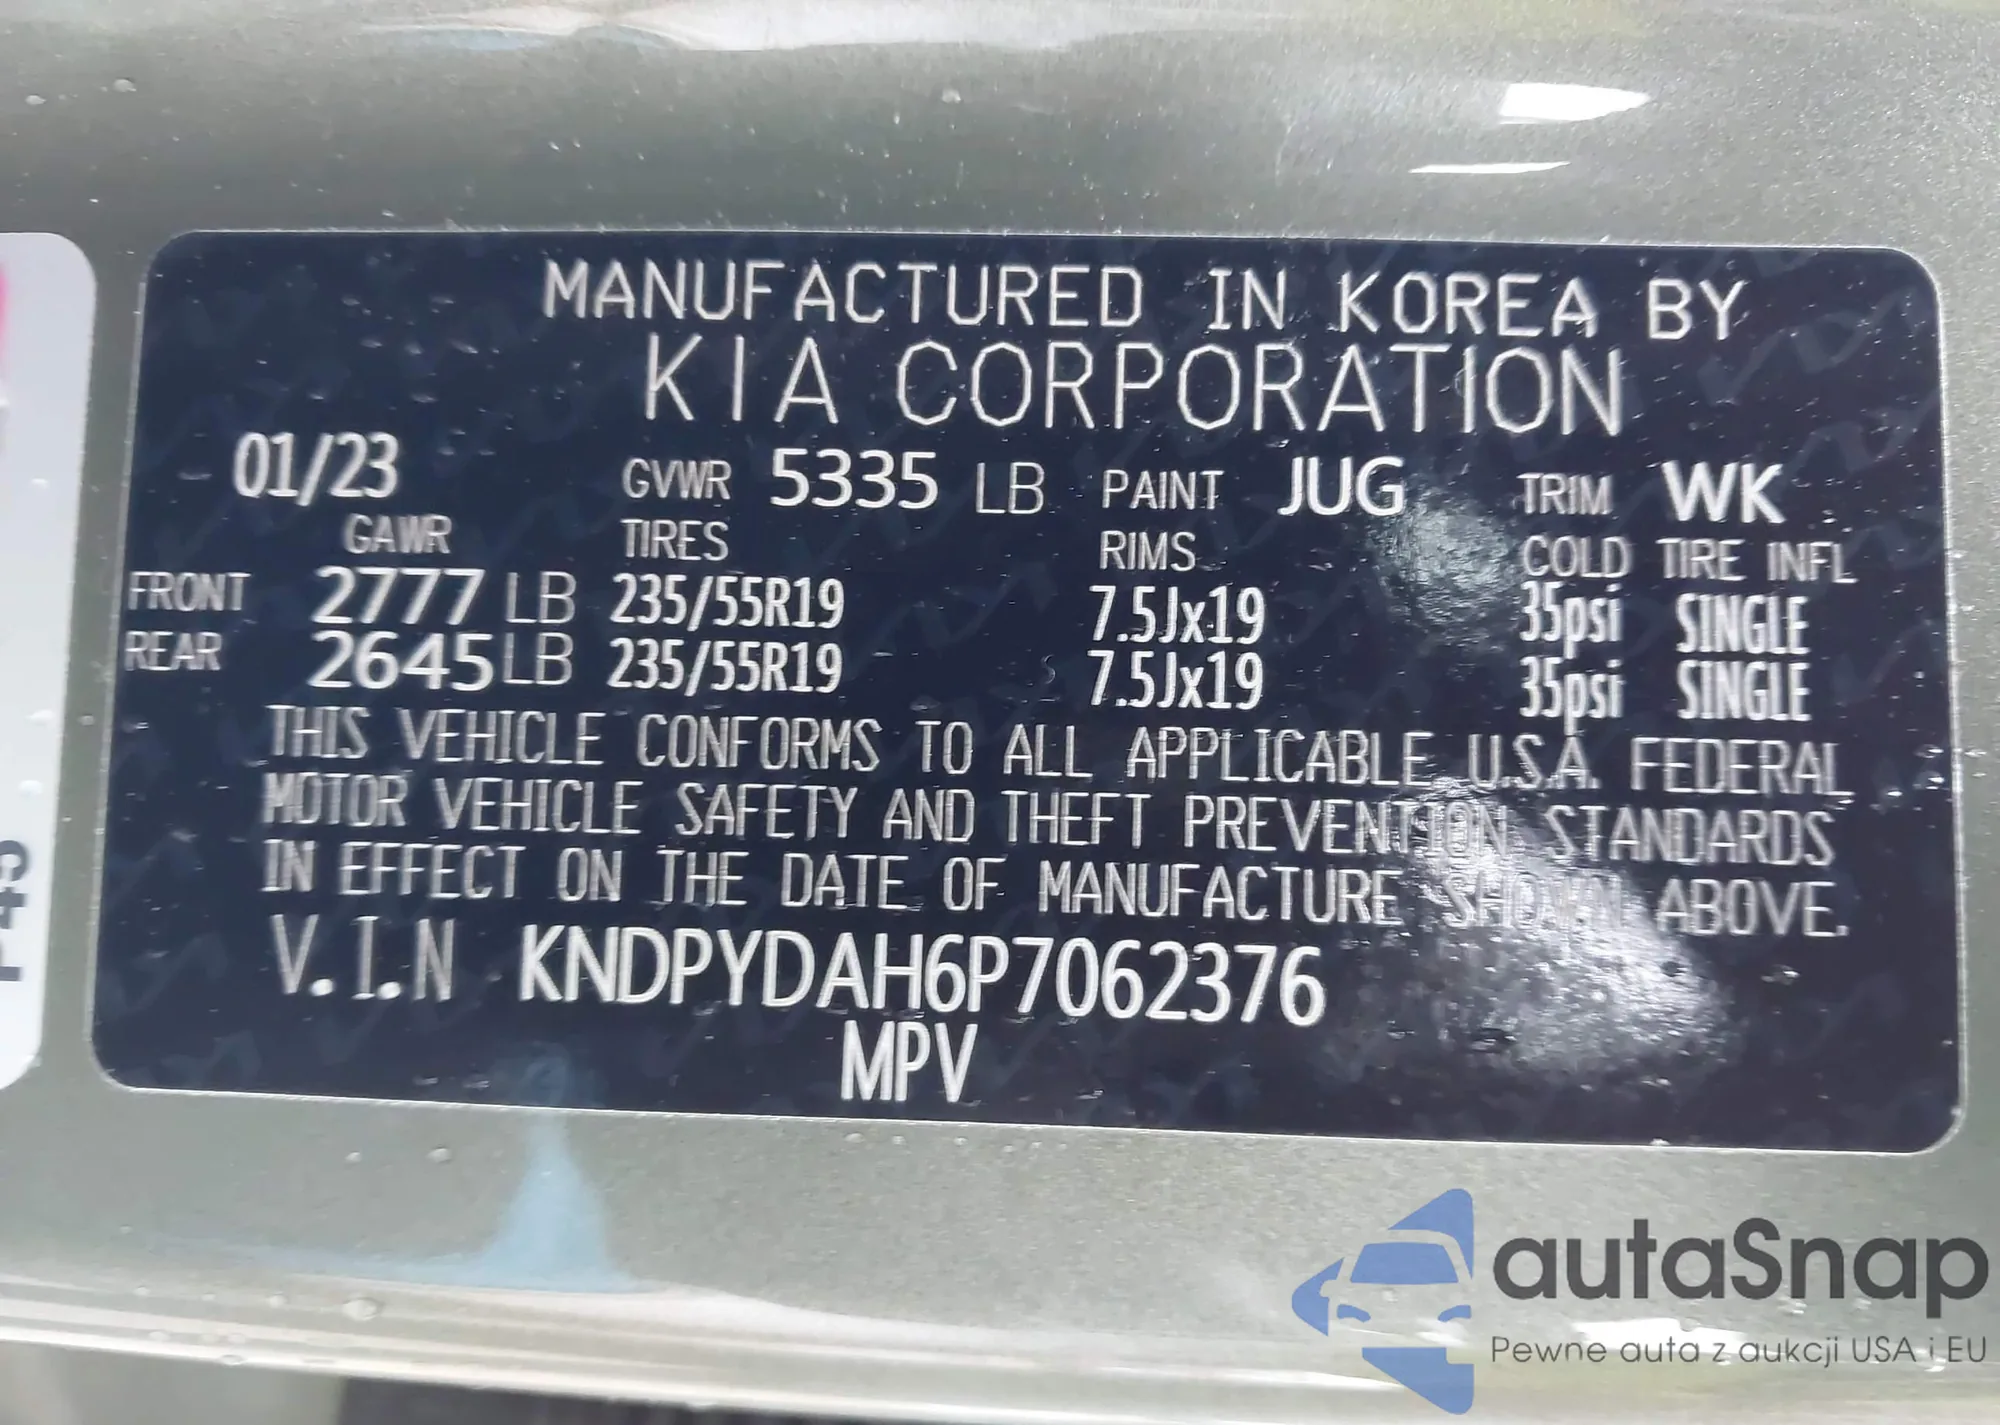 MANUFACTURED IN KOREA BY
KIA CORPORATION
01/23 GVWR 5335 LB PAINT JUG TRIM WK
GAWR TIRES RIMS COLD TIRE INFL
FRONT 2777 LB 235/55R19 7.5Jx19 35psi SINGLE
REAR 2645 LB 235/55R19 7.5Jx19 35psi SINGLE
THIS VEHICLE CONFORMS TO ALL APPLICABLE U.S.A. FEDERAL
MOTOR VEHICLE SAFETY AND THEFT PREVENTION STANDARDS
IN EFFECT ON THE DATE OF MANUFACTURE SHOWN ABOVE.
V.I.N KNDPYDAH6P7062376
MPV
autaSnap
Pewne auta z aukcji USA i EU